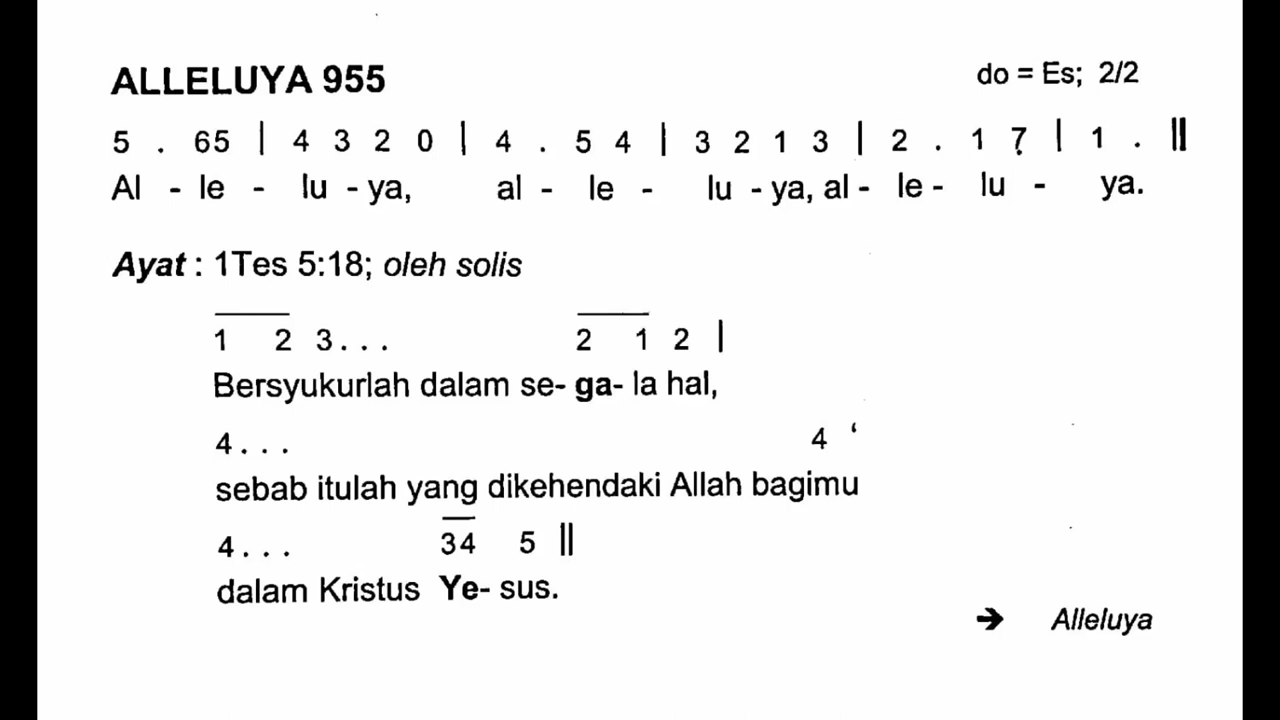 ALLELUYA 955 do = Es; 2/2
5 . 65 | 4 3 2 0 | 4 . 5 4 | 3 2 1 3 | 2 . 1 7̣ | 1 . ||
Al - le - lu - ya, al - le - lu - ya, al - le - lu - ya.
Ayat : 1Tes 5:18; oleh solis
1 2 3 . . . 2 1 2 |
Bersyukurlah dalam se- ga- la hal,
4 . . . 4 ‘
sebab itulah yang dikehendaki Allah bagimu
4 . . . 34 5 ||
dalam Kristus Ye- sus.
➔ Alleluya